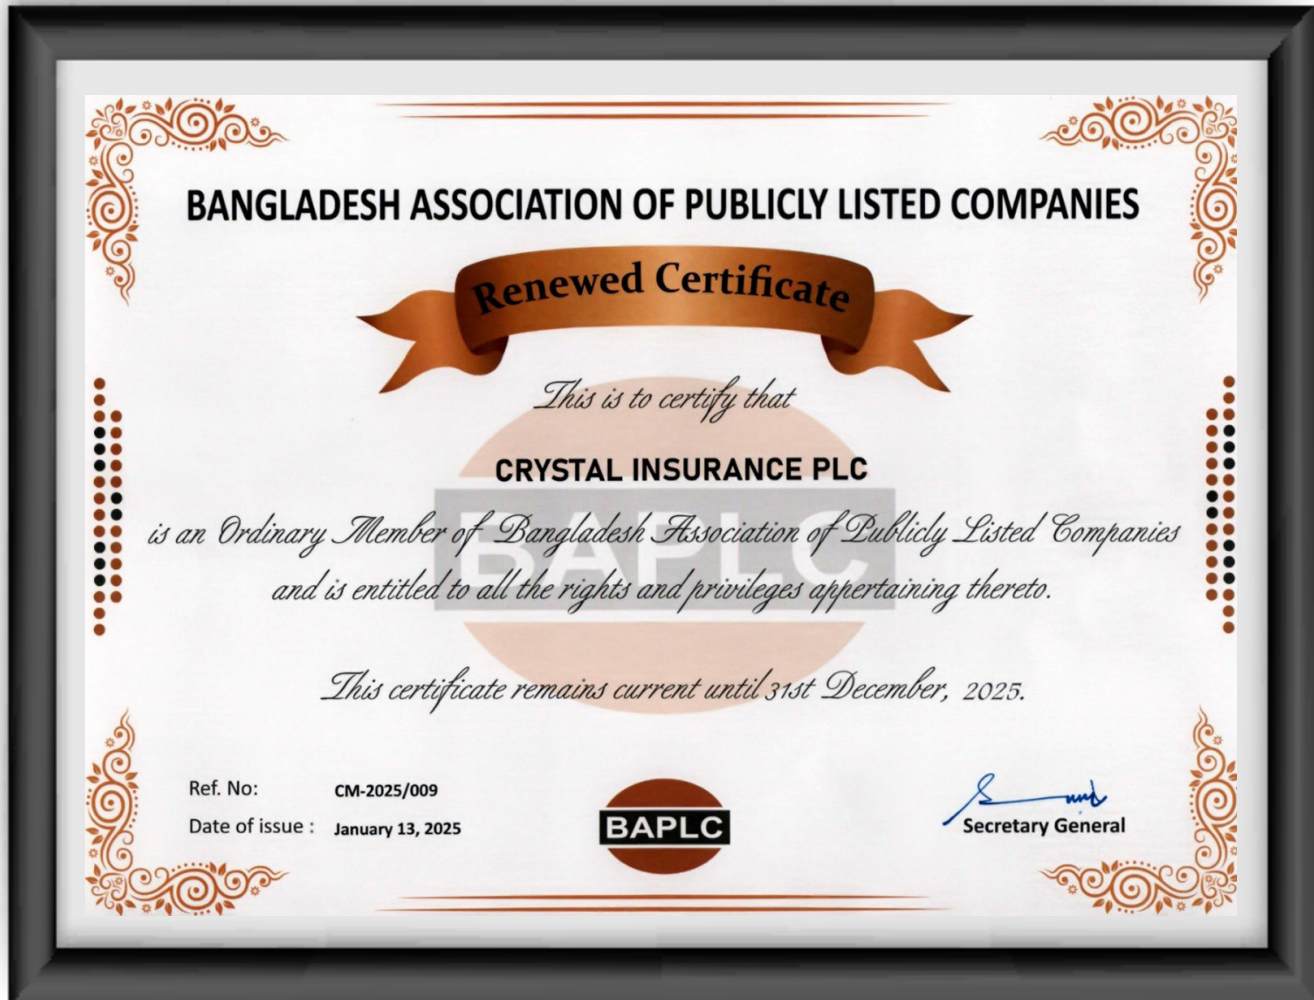 BANGLADESH ASSOCIATION OF PUBLICLY LISTED COMPANIES
Renewed Certificate
This is to certify that
CRYSTAL INSURANCE PLC
BAPLC
is an Ordinary Member of Bangladesh Association of Publicly Listed Companies
and is entitled to all the rights and privileges appertaining thereto.
This certificate remains current until 31st December, 2025.
Ref. No: CM-2025/009
Date of issue : January 13, 2025
BAPLC
Secretary General